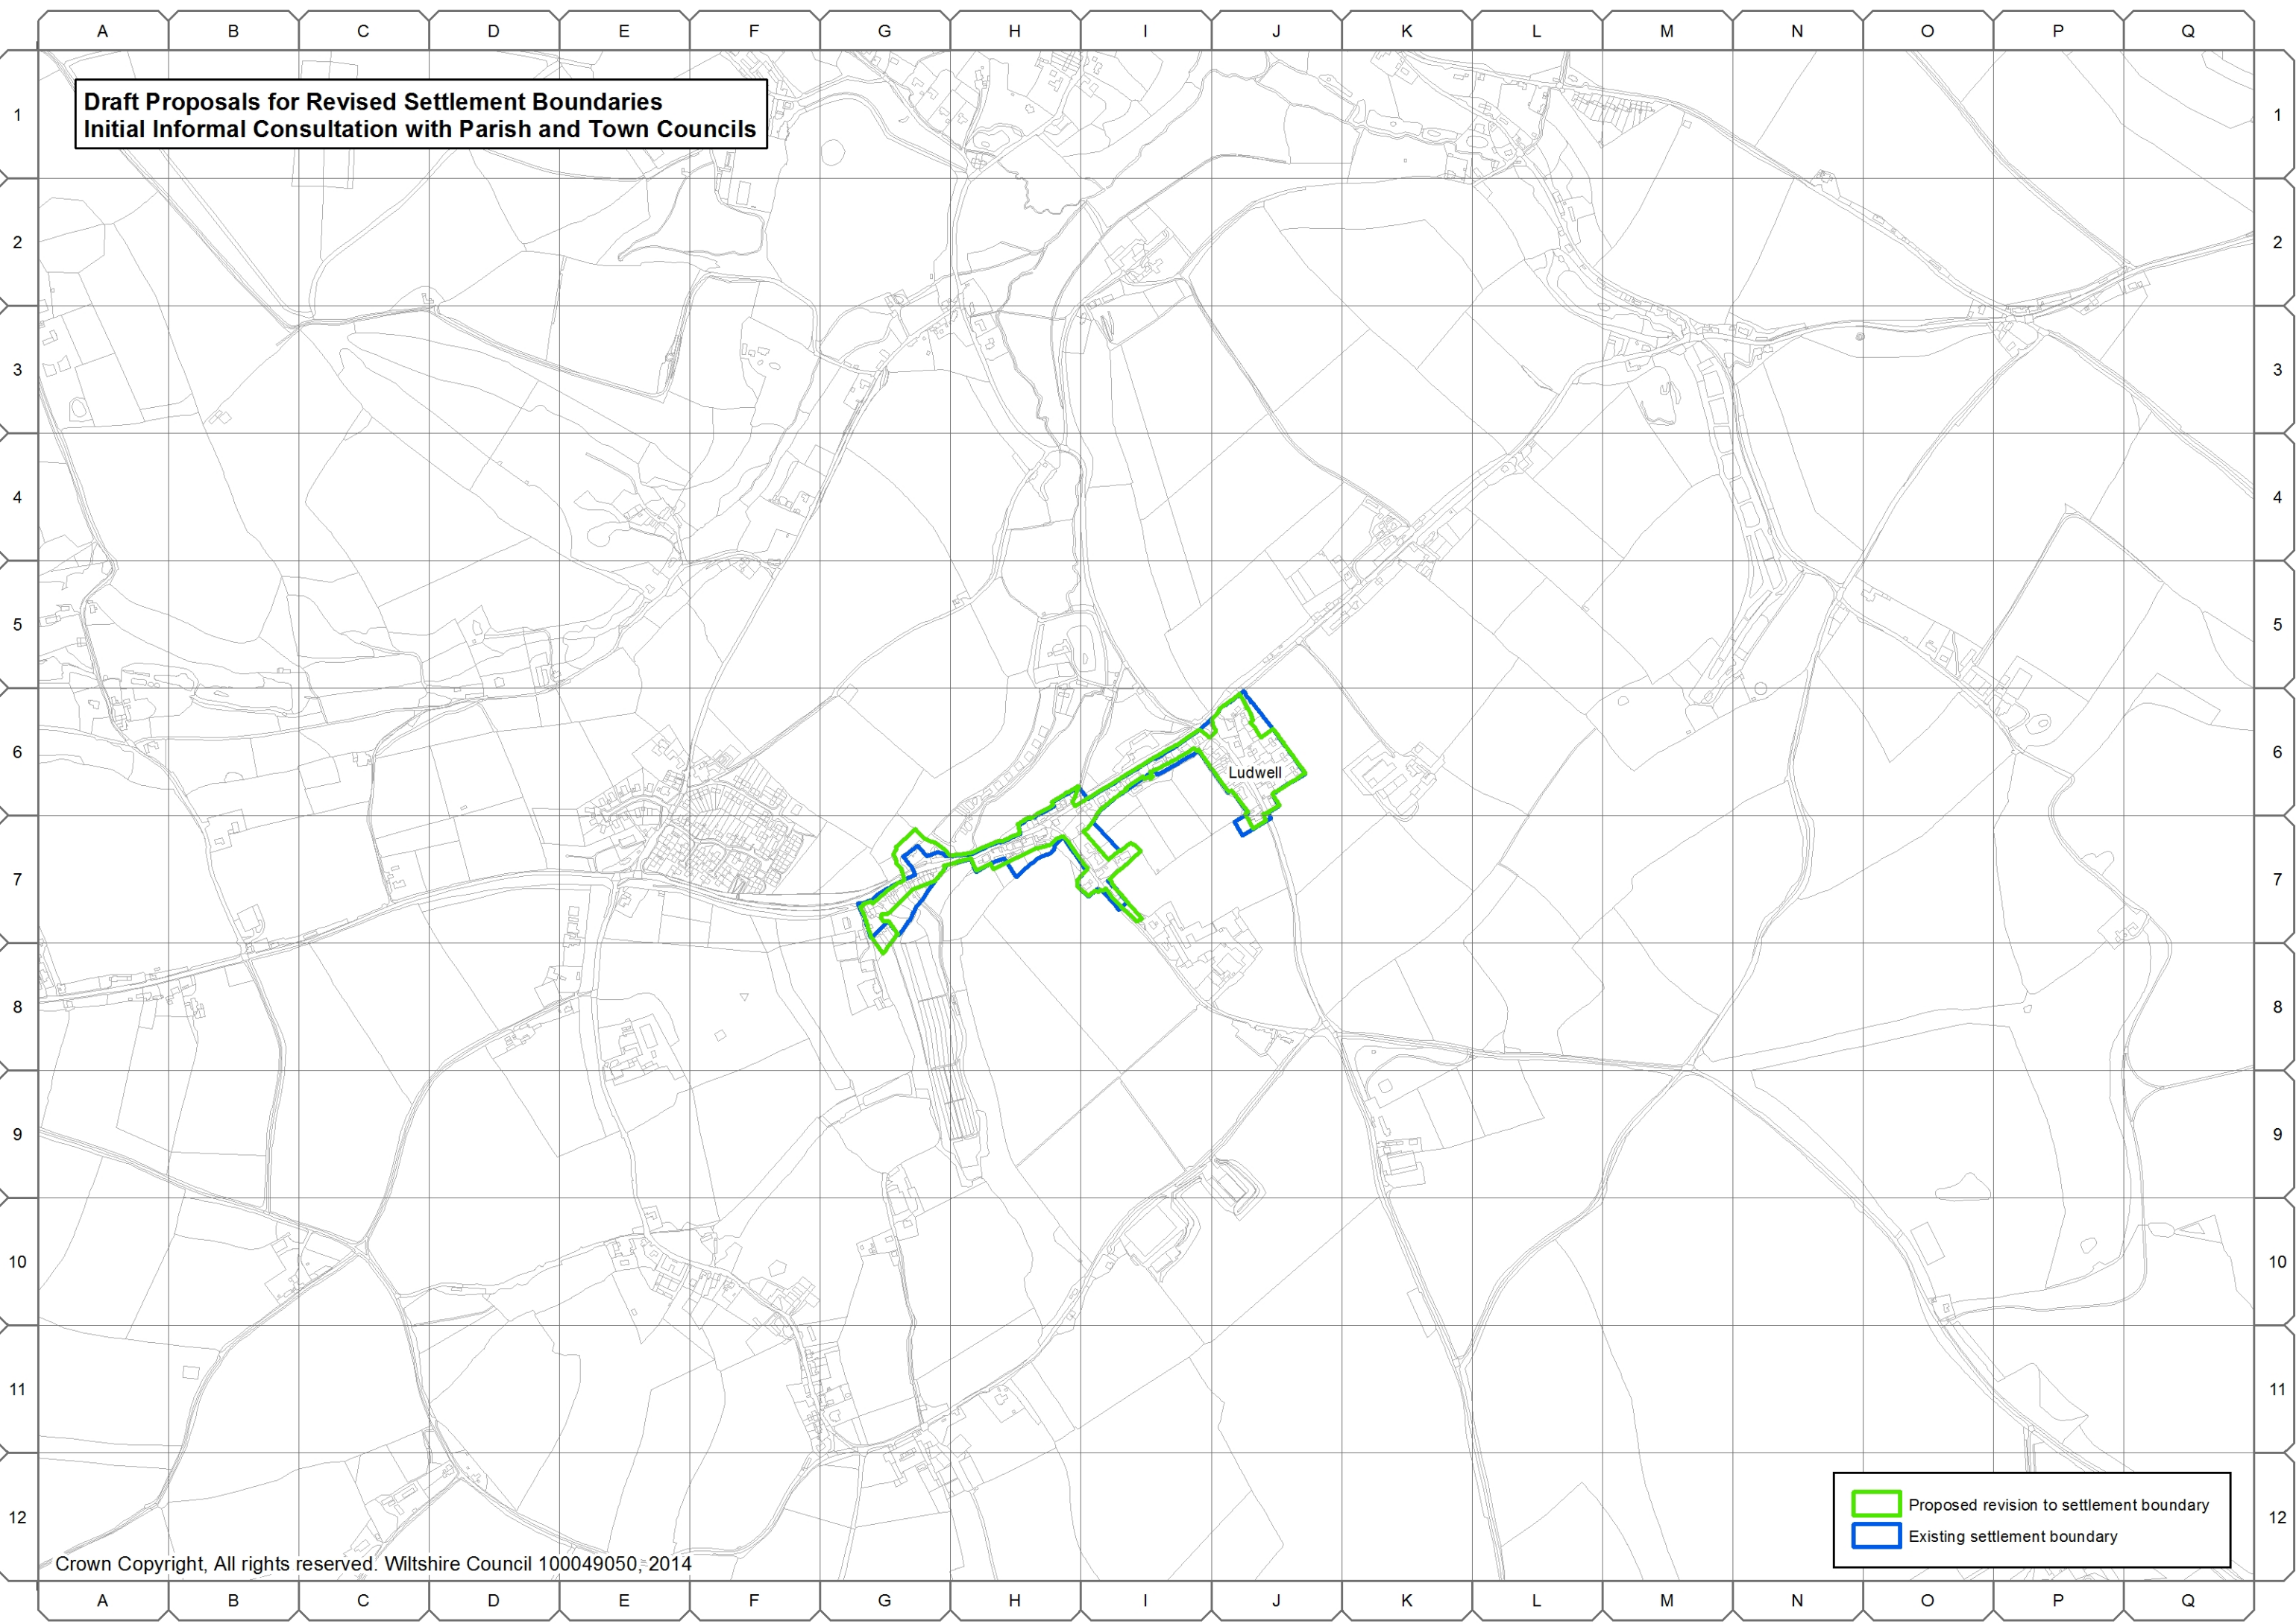 A B C D E F G H I J K L M N O P Q
Draft Proposals for Revised Settlement Boundaries
Initial Informal Consultation with Parish and Town Councils
1 1
2 2
3 3
4 4
5 5
6 6
Ludwell
7 7
8 8
9 9
10 10
11 11
12 12
Proposed revision to settlement boundary
Existing settlement boundary
Crown Copyright, All rights reserved. Wiltshire Council 100049050, 2014
A B C D E F G H I J K L M N O P Q